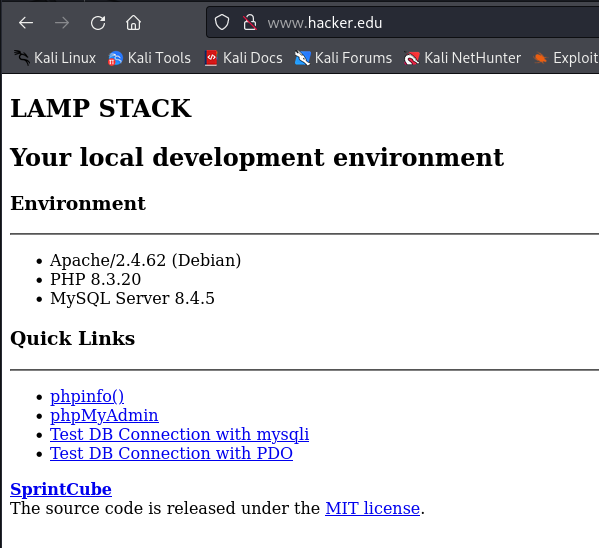 www.hacker.edu
Kali Linux Kali Tools Kali Docs Kali Forums Kali NetHunter Exploit
LAMP STACK
Your local development environment
Environment
Apache/2.4.62 (Debian)
PHP 8.3.20
MySQL Server 8.4.5
Quick Links
phpinfo()
phpMyAdmin
Test DB Connection with mysqli
Test DB Connection with PDO
SprintCube
The source code is released under the MIT license.